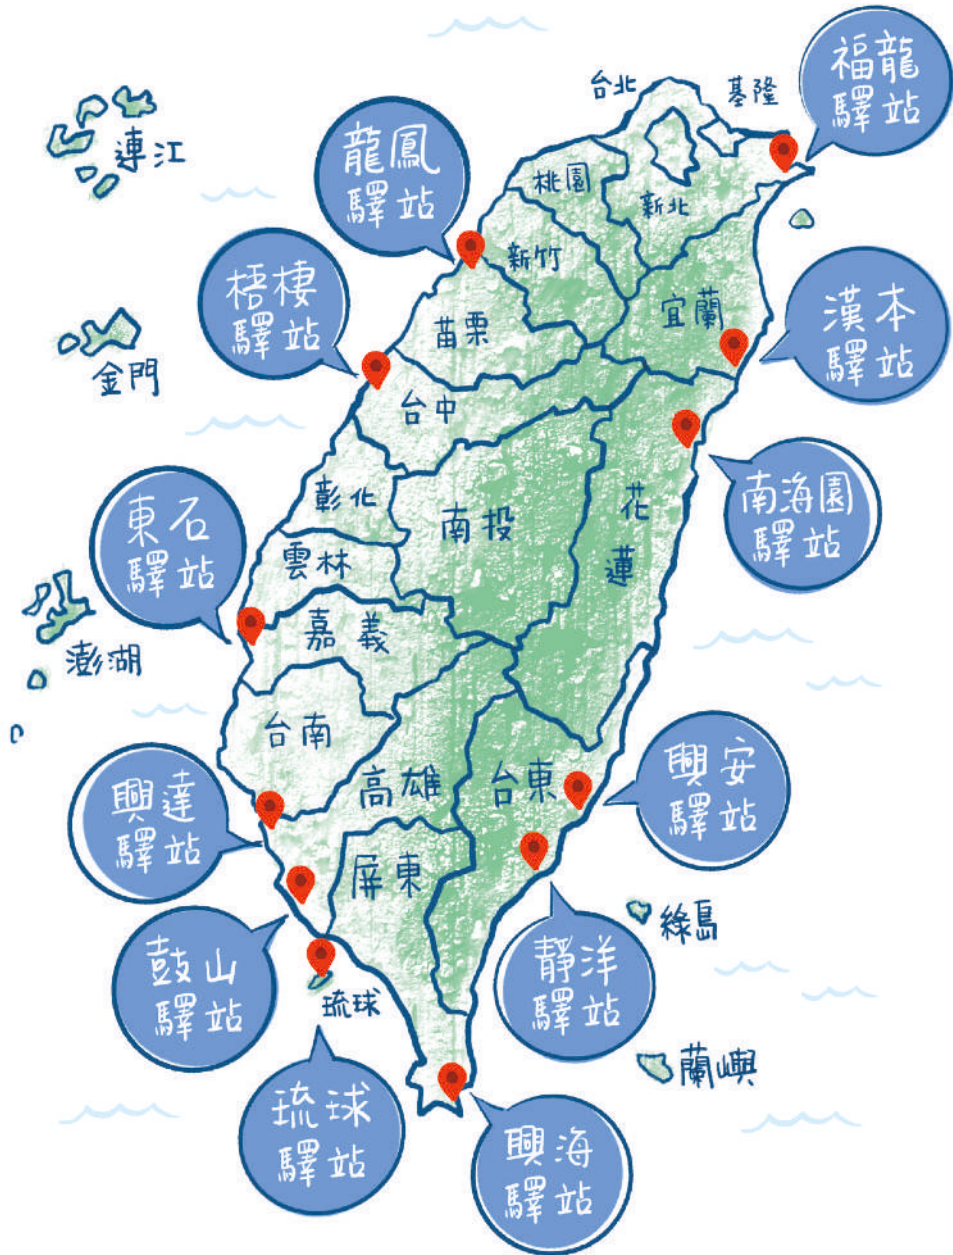 福龍
驛站
台北
基隆
連江
龍鳳
驛站
桃園
新北
新竹
梧棲
驛站
宜蘭
漢本
驛站
苗栗
金門
台中
南海園
驛站
彰化
南投
花
蓮
東石
驛站
雲林
嘉義
澎湖
台南
高雄
台東
興安
驛站
興達
驛站
屏東
綠島
鼓山
驛站
靜洋
驛站
琉球
蘭嶼
琉球
驛站
興海
驛站